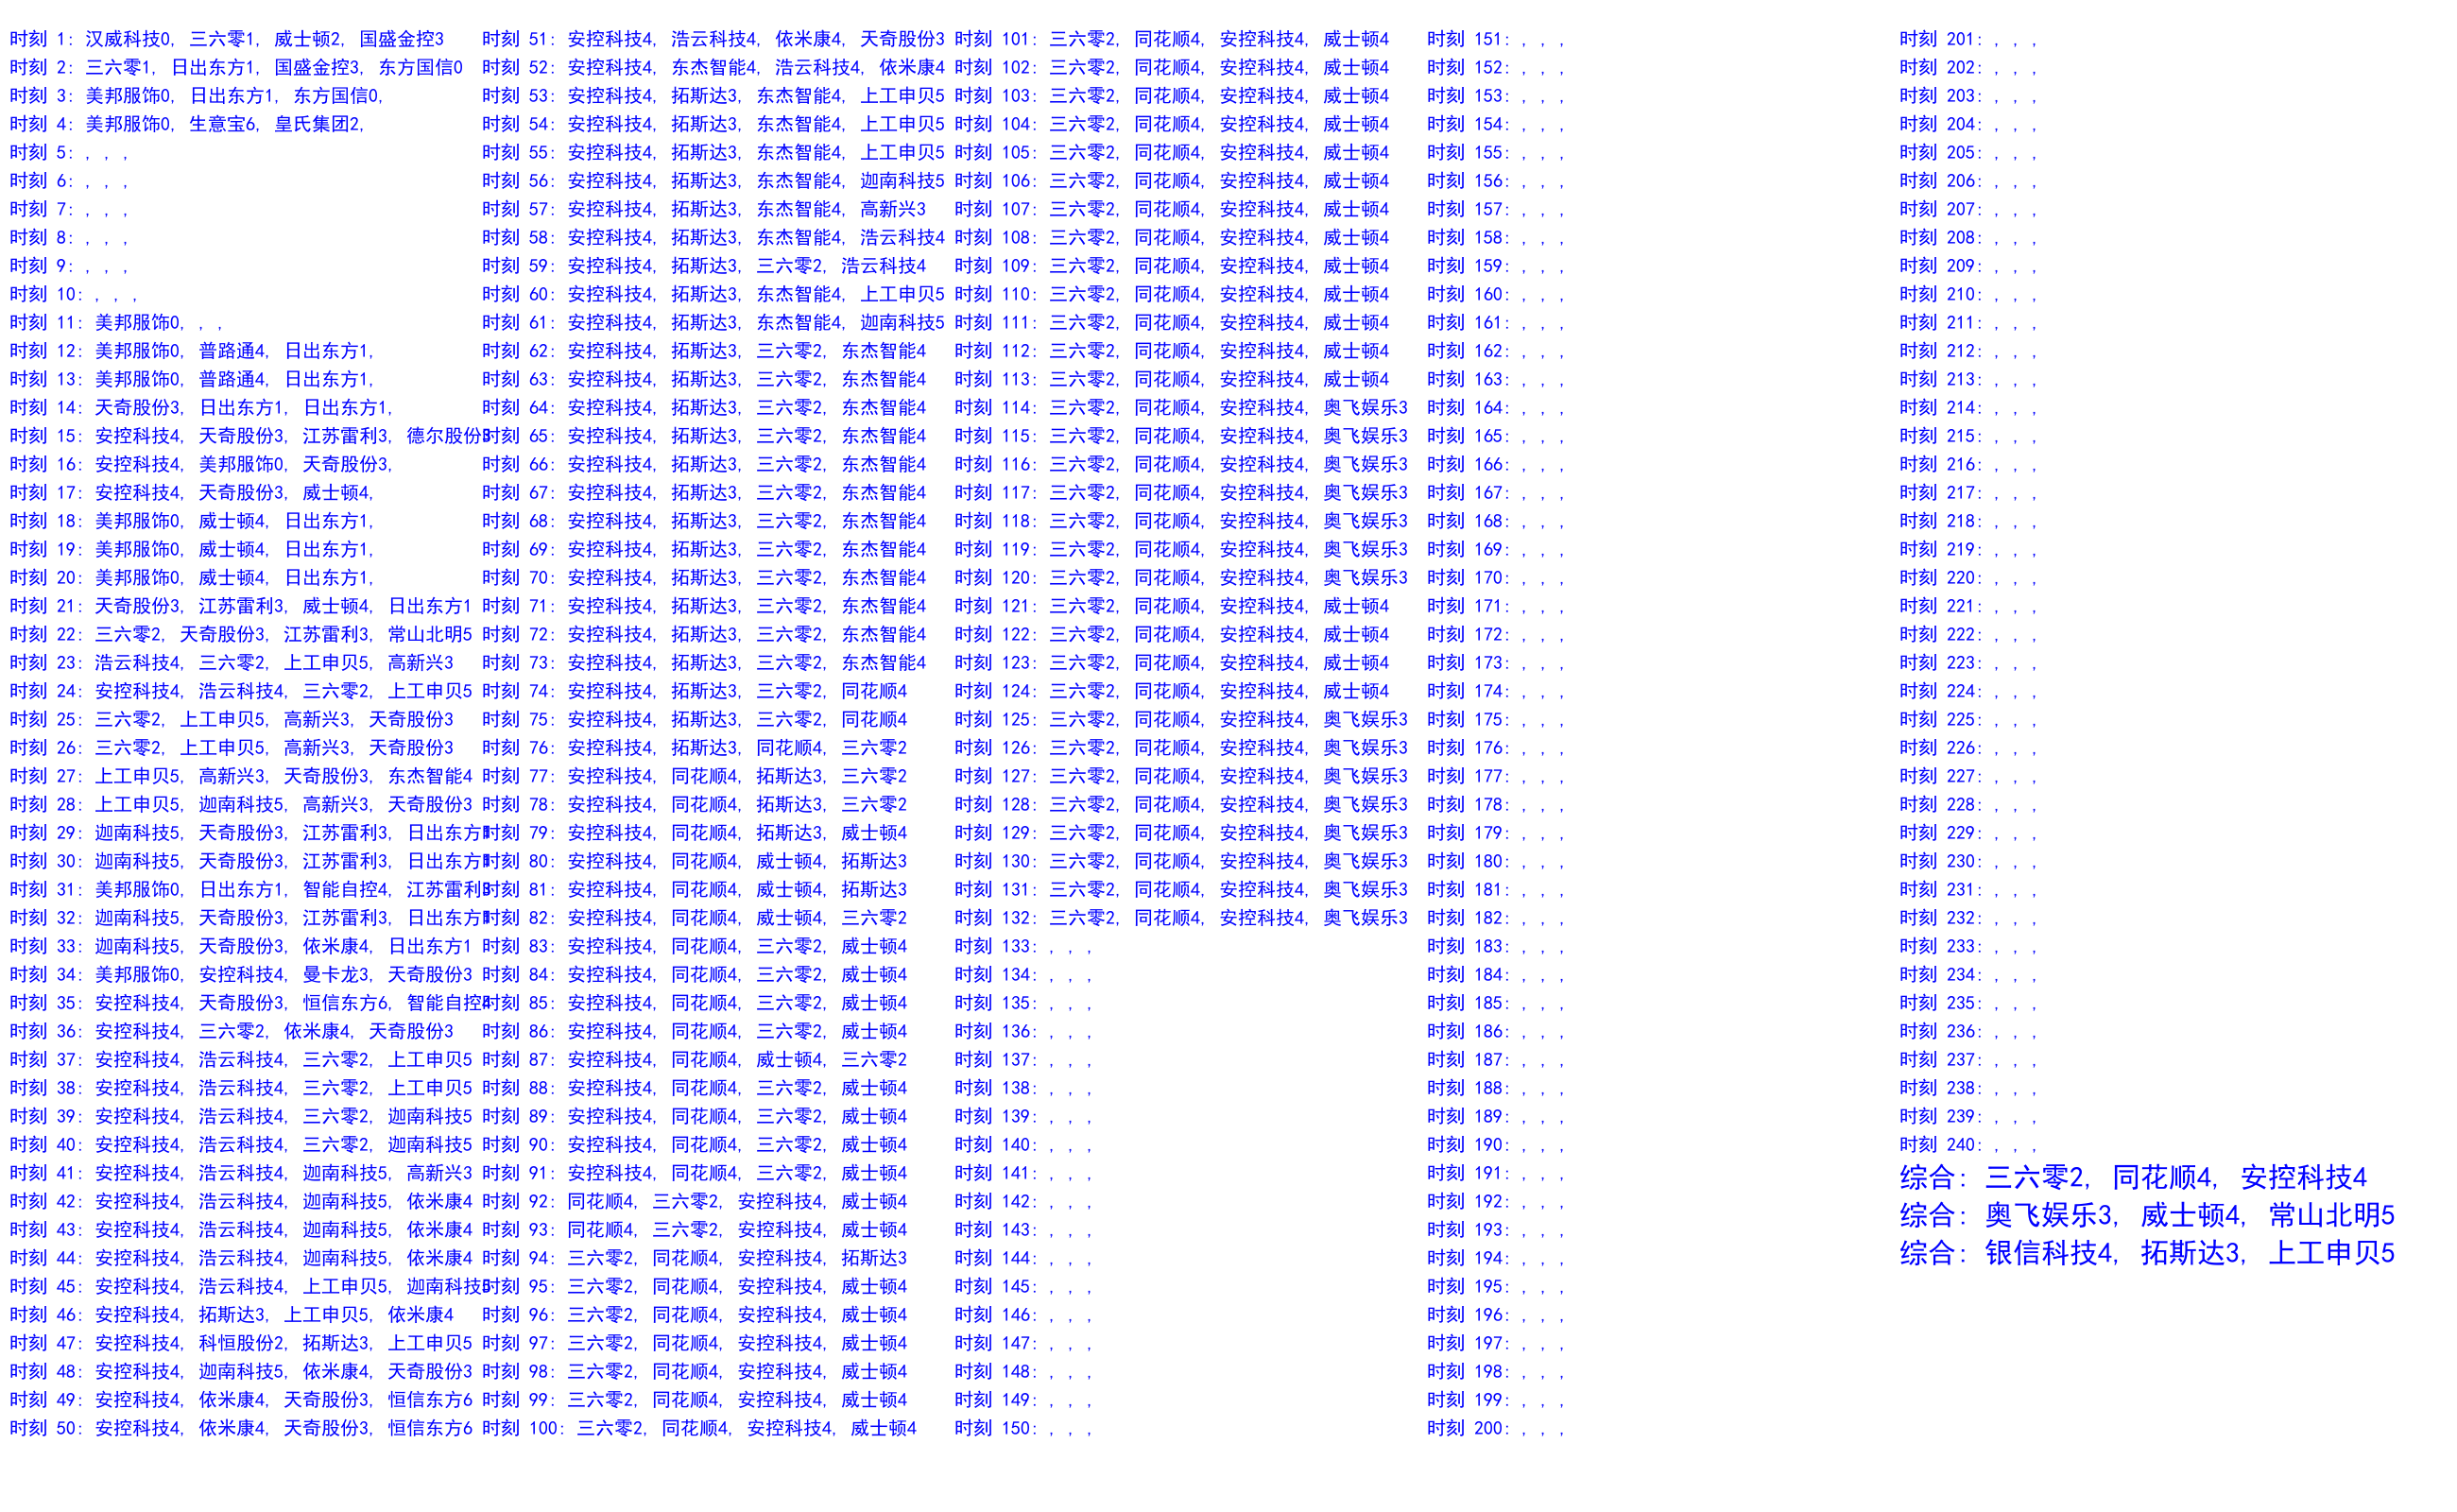 时刻 1: 汉威科技0, 三六零1, 威士顿2, 国盛金控3
时刻 2: 三六零1, 日出东方1, 国盛金控3, 东方国信0
时刻 3: 美邦服饰0, 日出东方1, 东方国信0,
时刻 4: 美邦服饰0, 生意宝6, 皇氏集团2,
时刻 5: , , ,
时刻 6: , , ,
时刻 7: , , ,
时刻 8: , , ,
时刻 9: , , ,
时刻 10: , , ,
时刻 11: 美邦服饰0, , ,
时刻 12: 美邦服饰0, 普路通4, 日出东方1,
时刻 13: 美邦服饰0, 普路通4, 日出东方1,
时刻 14: 天奇股份3, 日出东方1, 日出东方1,
时刻 15: 安控科技4, 天奇股份3, 江苏雷利3, 德尔股份3
时刻 16: 安控科技4, 美邦服饰0, 天奇股份3,
时刻 17: 安控科技4, 天奇股份3, 威士顿4,
时刻 18: 美邦服饰0, 威士顿4, 日出东方1,
时刻 19: 美邦服饰0, 威士顿4, 日出东方1,
时刻 20: 美邦服饰0, 威士顿4, 日出东方1,
时刻 21: 天奇股份3, 江苏雷利3, 威士顿4, 日出东方1
时刻 22: 三六零2, 天奇股份3, 江苏雷利3, 常山北明5
时刻 23: 浩云科技4, 三六零2, 上工申贝5, 高新兴3
时刻 24: 安控科技4, 浩云科技4, 三六零2, 上工申贝5
时刻 25: 三六零2, 上工申贝5, 高新兴3, 天奇股份3
时刻 26: 三六零2, 上工申贝5, 高新兴3, 天奇股份3
时刻 27: 上工申贝5, 高新兴3, 天奇股份3, 东杰智能4
时刻 28: 上工申贝5, 迦南科技5, 高新兴3, 天奇股份3
时刻 29: 迦南科技5, 天奇股份3, 江苏雷利3, 日出东方1
时刻 30: 迦南科技5, 天奇股份3, 江苏雷利3, 日出东方1
时刻 31: 美邦服饰0, 日出东方1, 智能自控4, 江苏雷利3
时刻 32: 迦南科技5, 天奇股份3, 江苏雷利3, 日出东方1
时刻 33: 迦南科技5, 天奇股份3, 依米康4, 日出东方1
时刻 34: 美邦服饰0, 安控科技4, 曼卡龙3, 天奇股份3
时刻 35: 安控科技4, 天奇股份3, 恒信东方6, 智能自控4
时刻 36: 安控科技4, 三六零2, 依米康4, 天奇股份3
时刻 37: 安控科技4, 浩云科技4, 三六零2, 上工申贝5
时刻 38: 安控科技4, 浩云科技4, 三六零2, 上工申贝5
时刻 39: 安控科技4, 浩云科技4, 三六零2, 迦南科技5
时刻 40: 安控科技4, 浩云科技4, 三六零2, 迦南科技5
时刻 41: 安控科技4, 浩云科技4, 迦南科技5, 高新兴3
时刻 42: 安控科技4, 浩云科技4, 迦南科技5, 依米康4
时刻 43: 安控科技4, 浩云科技4, 迦南科技5, 依米康4
时刻 44: 安控科技4, 浩云科技4, 迦南科技5, 依米康4
时刻 45: 安控科技4, 浩云科技4, 上工申贝5, 迦南科技5
时刻 46: 安控科技4, 拓斯达3, 上工申贝5, 依米康4
时刻 47: 安控科技4, 科恒股份2, 拓斯达3, 上工申贝5
时刻 48: 安控科技4, 迦南科技5, 依米康4, 天奇股份3
时刻 49: 安控科技4, 依米康4, 天奇股份3, 恒信东方6
时刻 50: 安控科技4, 依米康4, 天奇股份3, 恒信东方6
时刻 51: 安控科技4, 浩云科技4, 依米康4, 天奇股份3
时刻 52: 安控科技4, 东杰智能4, 浩云科技4, 依米康4
时刻 53: 安控科技4, 拓斯达3, 东杰智能4, 上工申贝5
时刻 54: 安控科技4, 拓斯达3, 东杰智能4, 上工申贝5
时刻 55: 安控科技4, 拓斯达3, 东杰智能4, 上工申贝5
时刻 56: 安控科技4, 拓斯达3, 东杰智能4, 迦南科技5
时刻 57: 安控科技4, 拓斯达3, 东杰智能4, 高新兴3
时刻 58: 安控科技4, 拓斯达3, 东杰智能4, 浩云科技4
时刻 59: 安控科技4, 拓斯达3, 三六零2, 浩云科技4
时刻 60: 安控科技4, 拓斯达3, 东杰智能4, 上工申贝5
时刻 61: 安控科技4, 拓斯达3, 东杰智能4, 迦南科技5
时刻 62: 安控科技4, 拓斯达3, 三六零2, 东杰智能4
时刻 63: 安控科技4, 拓斯达3, 三六零2, 东杰智能4
时刻 64: 安控科技4, 拓斯达3, 三六零2, 东杰智能4
时刻 65: 安控科技4, 拓斯达3, 三六零2, 东杰智能4
时刻 66: 安控科技4, 拓斯达3, 三六零2, 东杰智能4
时刻 67: 安控科技4, 拓斯达3, 三六零2, 东杰智能4
时刻 68: 安控科技4, 拓斯达3, 三六零2, 东杰智能4
时刻 69: 安控科技4, 拓斯达3, 三六零2, 东杰智能4
时刻 70: 安控科技4, 拓斯达3, 三六零2, 东杰智能4
时刻 71: 安控科技4, 拓斯达3, 三六零2, 东杰智能4
时刻 72: 安控科技4, 拓斯达3, 三六零2, 东杰智能4
时刻 73: 安控科技4, 拓斯达3, 三六零2, 东杰智能4
时刻 74: 安控科技4, 拓斯达3, 三六零2, 同花顺4
时刻 75: 安控科技4, 拓斯达3, 三六零2, 同花顺4
时刻 76: 安控科技4, 拓斯达3, 同花顺4, 三六零2
时刻 77: 安控科技4, 同花顺4, 拓斯达3, 三六零2
时刻 78: 安控科技4, 同花顺4, 拓斯达3, 三六零2
时刻 79: 安控科技4, 同花顺4, 拓斯达3, 威士顿4
时刻 80: 安控科技4, 同花顺4, 威士顿4, 拓斯达3
时刻 81: 安控科技4, 同花顺4, 威士顿4, 拓斯达3
时刻 82: 安控科技4, 同花顺4, 威士顿4, 三六零2
时刻 83: 安控科技4, 同花顺4, 三六零2, 威士顿4
时刻 84: 安控科技4, 同花顺4, 三六零2, 威士顿4
时刻 85: 安控科技4, 同花顺4, 三六零2, 威士顿4
时刻 86: 安控科技4, 同花顺4, 三六零2, 威士顿4
时刻 87: 安控科技4, 同花顺4, 威士顿4, 三六零2
时刻 88: 安控科技4, 同花顺4, 三六零2, 威士顿4
时刻 89: 安控科技4, 同花顺4, 三六零2, 威士顿4
时刻 90: 安控科技4, 同花顺4, 三六零2, 威士顿4
时刻 91: 安控科技4, 同花顺4, 三六零2, 威士顿4
时刻 92: 同花顺4, 三六零2, 安控科技4, 威士顿4
时刻 93: 同花顺4, 三六零2, 安控科技4, 威士顿4
时刻 94: 三六零2, 同花顺4, 安控科技4, 拓斯达3
时刻 95: 三六零2, 同花顺4, 安控科技4, 威士顿4
时刻 96: 三六零2, 同花顺4, 安控科技4, 威士顿4
时刻 97: 三六零2, 同花顺4, 安控科技4, 威士顿4
时刻 98: 三六零2, 同花顺4, 安控科技4, 威士顿4
时刻 99: 三六零2, 同花顺4, 安控科技4, 威士顿4
时刻 100: 三六零2, 同花顺4, 安控科技4, 威士顿4
时刻 101: 三六零2, 同花顺4, 安控科技4, 威士顿4
时刻 102: 三六零2, 同花顺4, 安控科技4, 威士顿4
时刻 103: 三六零2, 同花顺4, 安控科技4, 威士顿4
时刻 104: 三六零2, 同花顺4, 安控科技4, 威士顿4
时刻 105: 三六零2, 同花顺4, 安控科技4, 威士顿4
时刻 106: 三六零2, 同花顺4, 安控科技4, 威士顿4
时刻 107: 三六零2, 同花顺4, 安控科技4, 威士顿4
时刻 108: 三六零2, 同花顺4, 安控科技4, 威士顿4
时刻 109: 三六零2, 同花顺4, 安控科技4, 威士顿4
时刻 110: 三六零2, 同花顺4, 安控科技4, 威士顿4
时刻 111: 三六零2, 同花顺4, 安控科技4, 威士顿4
时刻 112: 三六零2, 同花顺4, 安控科技4, 威士顿4
时刻 113: 三六零2, 同花顺4, 安控科技4, 威士顿4
时刻 114: 三六零2, 同花顺4, 安控科技4, 奥飞娱乐3
时刻 115: 三六零2, 同花顺4, 安控科技4, 奥飞娱乐3
时刻 116: 三六零2, 同花顺4, 安控科技4, 奥飞娱乐3
时刻 117: 三六零2, 同花顺4, 安控科技4, 奥飞娱乐3
时刻 118: 三六零2, 同花顺4, 安控科技4, 奥飞娱乐3
时刻 119: 三六零2, 同花顺4, 安控科技4, 奥飞娱乐3
时刻 120: 三六零2, 同花顺4, 安控科技4, 奥飞娱乐3
时刻 121: 三六零2, 同花顺4, 安控科技4, 威士顿4
时刻 122: 三六零2, 同花顺4, 安控科技4, 威士顿4
时刻 123: 三六零2, 同花顺4, 安控科技4, 威士顿4
时刻 124: 三六零2, 同花顺4, 安控科技4, 威士顿4
时刻 125: 三六零2, 同花顺4, 安控科技4, 奥飞娱乐3
时刻 126: 三六零2, 同花顺4, 安控科技4, 奥飞娱乐3
时刻 127: 三六零2, 同花顺4, 安控科技4, 奥飞娱乐3
时刻 128: 三六零2, 同花顺4, 安控科技4, 奥飞娱乐3
时刻 129: 三六零2, 同花顺4, 安控科技4, 奥飞娱乐3
时刻 130: 三六零2, 同花顺4, 安控科技4, 奥飞娱乐3
时刻 131: 三六零2, 同花顺4, 安控科技4, 奥飞娱乐3
时刻 132: 三六零2, 同花顺4, 安控科技4, 奥飞娱乐3
时刻 133: , , ,
时刻 134: , , ,
时刻 135: , , ,
时刻 136: , , ,
时刻 137: , , ,
时刻 138: , , ,
时刻 139: , , ,
时刻 140: , , ,
时刻 141: , , ,
时刻 142: , , ,
时刻 143: , , ,
时刻 144: , , ,
时刻 145: , , ,
时刻 146: , , ,
时刻 147: , , ,
时刻 148: , , ,
时刻 149: , , ,
时刻 150: , , ,
时刻 151: , , ,
时刻 152: , , ,
时刻 153: , , ,
时刻 154: , , ,
时刻 155: , , ,
时刻 156: , , ,
时刻 157: , , ,
时刻 158: , , ,
时刻 159: , , ,
时刻 160: , , ,
时刻 161: , , ,
时刻 162: , , ,
时刻 163: , , ,
时刻 164: , , ,
时刻 165: , , ,
时刻 166: , , ,
时刻 167: , , ,
时刻 168: , , ,
时刻 169: , , ,
时刻 170: , , ,
时刻 171: , , ,
时刻 172: , , ,
时刻 173: , , ,
时刻 174: , , ,
时刻 175: , , ,
时刻 176: , , ,
时刻 177: , , ,
时刻 178: , , ,
时刻 179: , , ,
时刻 180: , , ,
时刻 181: , , ,
时刻 182: , , ,
时刻 183: , , ,
时刻 184: , , ,
时刻 185: , , ,
时刻 186: , , ,
时刻 187: , , ,
时刻 188: , , ,
时刻 189: , , ,
时刻 190: , , ,
时刻 191: , , ,
时刻 192: , , ,
时刻 193: , , ,
时刻 194: , , ,
时刻 195: , , ,
时刻 196: , , ,
时刻 197: , , ,
时刻 198: , , ,
时刻 199: , , ,
时刻 200: , , ,
时刻 201: , , ,
时刻 202: , , ,
时刻 203: , , ,
时刻 204: , , ,
时刻 205: , , ,
时刻 206: , , ,
时刻 207: , , ,
时刻 208: , , ,
时刻 209: , , ,
时刻 210: , , ,
时刻 211: , , ,
时刻 212: , , ,
时刻 213: , , ,
时刻 214: , , ,
时刻 215: , , ,
时刻 216: , , ,
时刻 217: , , ,
时刻 218: , , ,
时刻 219: , , ,
时刻 220: , , ,
时刻 221: , , ,
时刻 222: , , ,
时刻 223: , , ,
时刻 224: , , ,
时刻 225: , , ,
时刻 226: , , ,
时刻 227: , , ,
时刻 228: , , ,
时刻 229: , , ,
时刻 230: , , ,
时刻 231: , , ,
时刻 232: , , ,
时刻 233: , , ,
时刻 234: , , ,
时刻 235: , , ,
时刻 236: , , ,
时刻 237: , , ,
时刻 238: , , ,
时刻 239: , , ,
时刻 240: , , ,
综合: 三六零2, 同花顺4, 安控科技4
综合: 奥飞娱乐3, 威士顿4, 常山北明5
综合: 银信科技4, 拓斯达3, 上工申贝5